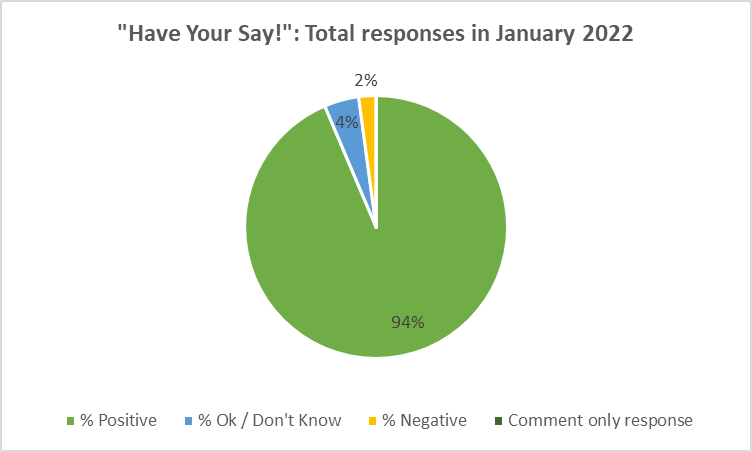 "Have Your Say!": Total responses in January 2022
2%
4%
94%
% Positive
% Ok / Don't Know
% Negative
Comment only response